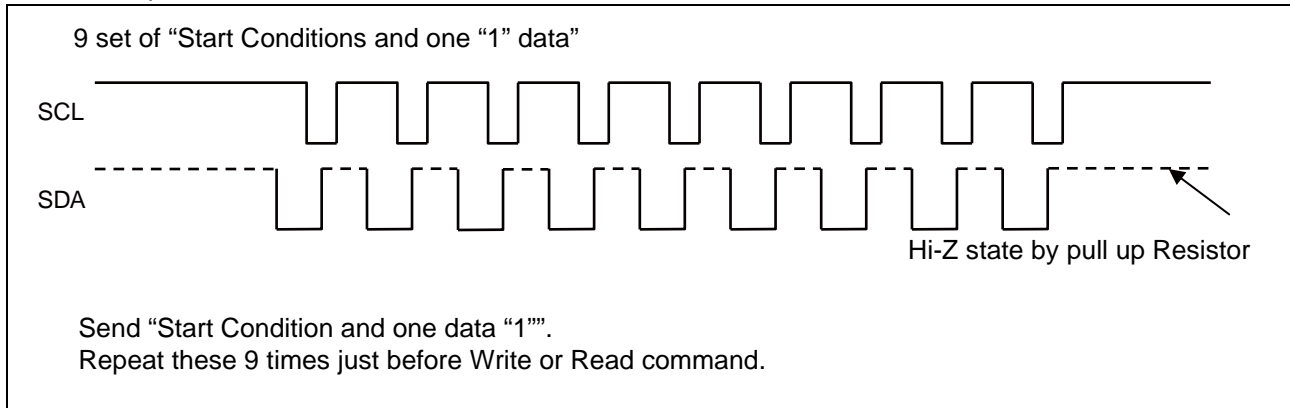 9 set of “Start Conditions and one “1” data”
SCL
SDA
Hi-Z state by pull up Resistor
Send “Start Condition and one data “1””.
Repeat these 9 times just before Write or Read command.